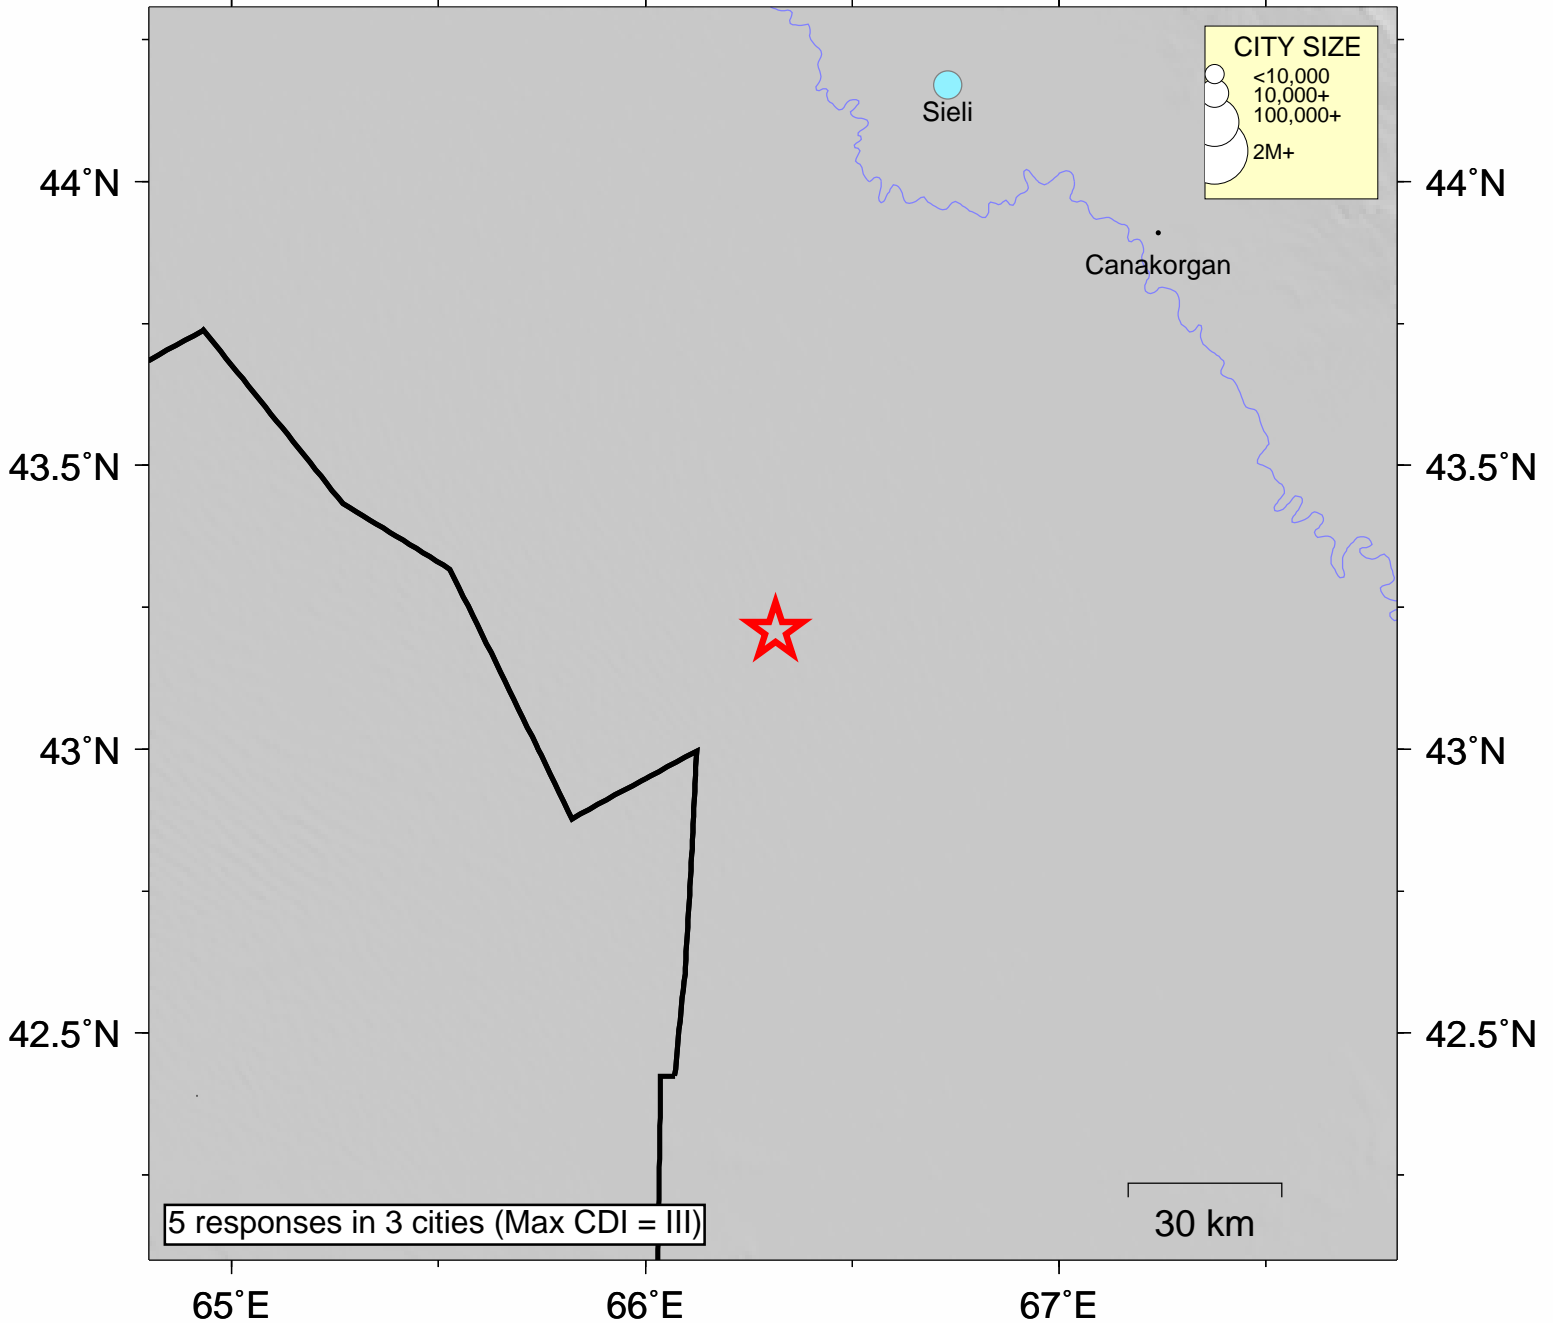 CITY SIZE
<10,000
10,000+
100,000+
2M+
Sieli
44˚N
44˚N
Canakorgan
43.5˚N
43.5˚N
43˚N
43˚N
42.5˚N
42.5˚N
5 responses in 3 cities (Max CDI = III)
30 km
65˚E
66˚E
67˚E